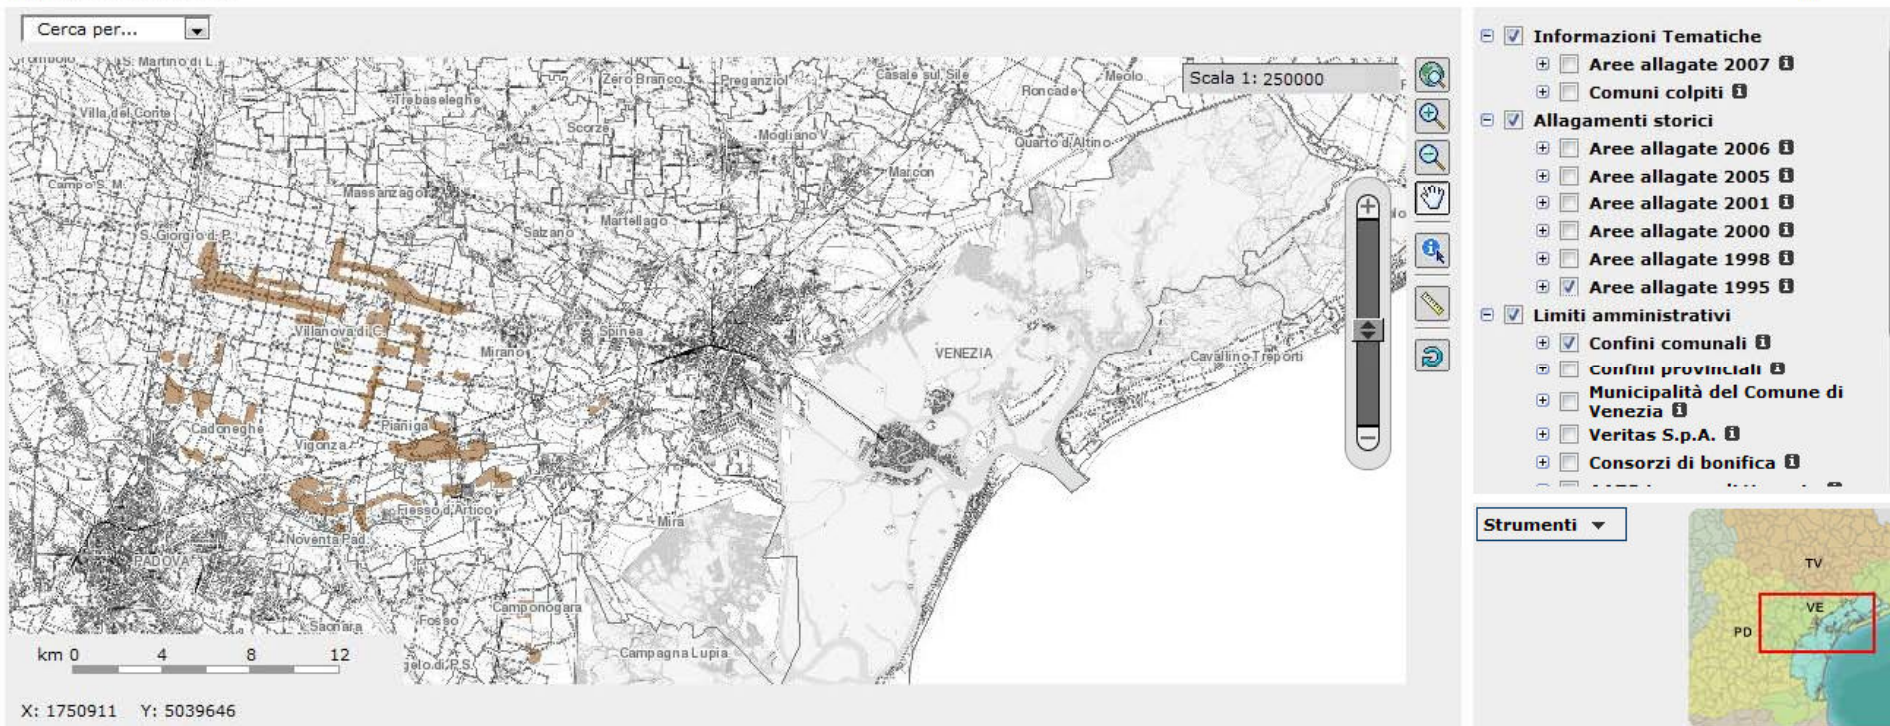 Cerca per...
Scala 1: 250000
S. Martino di L.
Zero Branco
Preganziol
Casale sul Sile
Meolo
Roncade
Trebaseleghe
Villa del Conte
Scorzè
Mogliano V.
Quarto d'Altino
Marcon
Campo S. M.
Massanzago
Martellago
Salzano
S. Giorgio d. P.
Villanova di C.
Spinea
Mirano
VENEZIA
Cavallino Treporti
Cadoneghe
Pianiga
Vigonza
Fiesso d'Artico
Mira
Noventa Pad.
PADOVA
Camponogara
Saonara
Fosso
Campagna Lupia
gelo di P.S.
km 0 4 8 12
X: 1750911 Y: 5039646
Informazioni Tematiche
Aree allagate 2007
Comuni colpiti
Allagamenti storici
Aree allagate 2006
Aree allagate 2005
Aree allagate 2001
Aree allagate 2000
Aree allagate 1998
Aree allagate 1995
Limiti amministrativi
Confini comunali
Confini provinciali
Municipalità del Comune di
Venezia
Veritas S.p.A.
Consorzi di bonifica
Strumenti
TV
VE
PD